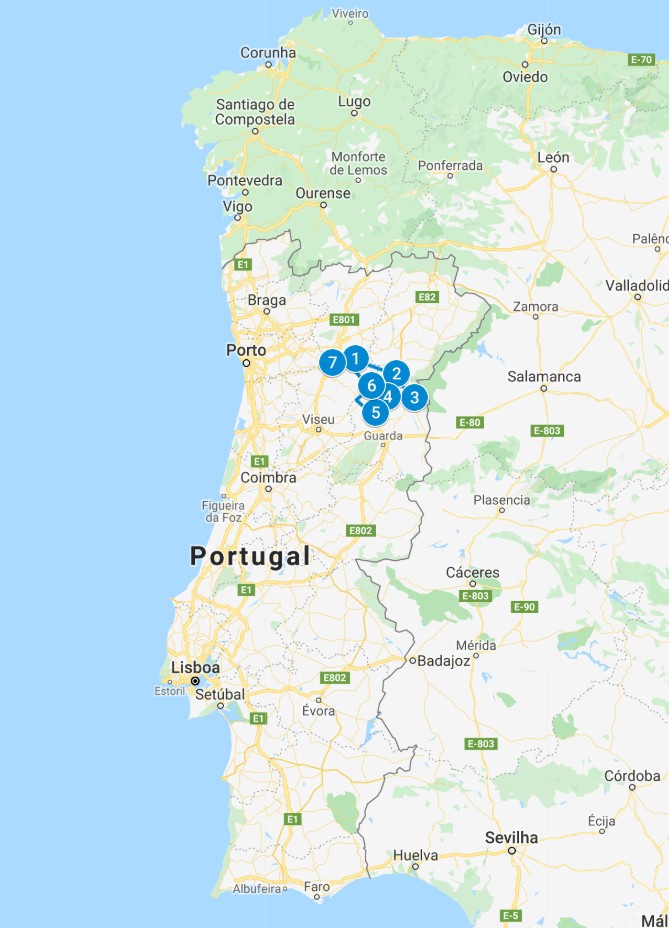 Viveiro
Gijón
Corunha
E-70
Oviedo
Santiago de
Compostela
Lugo
Monforte
de Lemos
Ponferrada
León
Pontevedra
Ourense
Vigo
Palênc
E1
Braga
E82
Valladolid
Zamora
E801
Porto
7
1
2
6
4
3
5
Salamanca
Viseu
E-80
E-803
Guarda
E1
Coimbra
Plasencia
Figueira
da Foz
E802
Portugal
Cáceres
E1
E-803
E-90
Mérida
Badajoz
Lisboa
E802
Estoril
Setúbal
Évora
E1
E-803
Córdoba
E1
Écija
Sevilha
Huelva
Albufeira
Faro
E-5
Mál